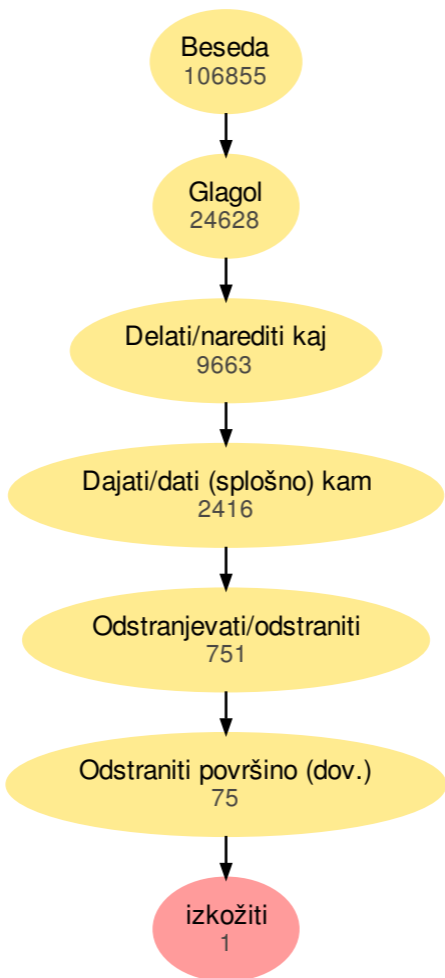 Beseda
106855
Glagol
24628
Delati/narediti kaj
9663
Dajati/dati (splošno) kam
2416
Odstranjevati/odstraniti
751
Odstraniti površino (dov.)
75
izkožiti
1